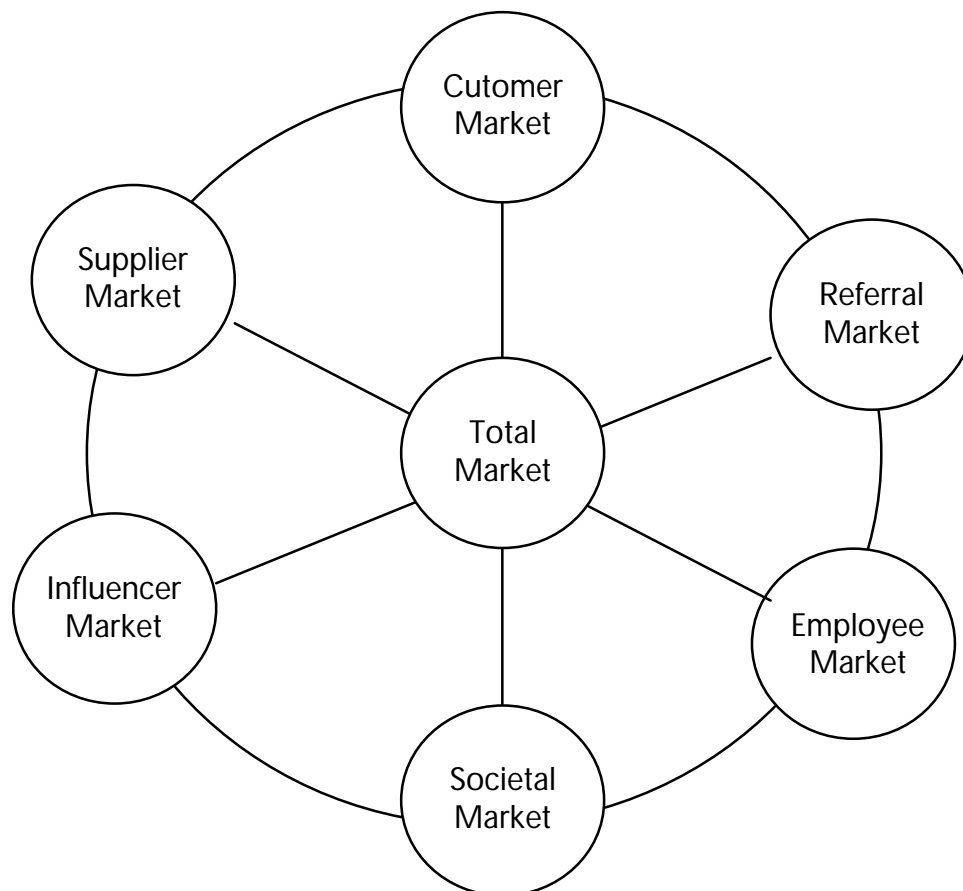 Cutomer
Market
Supplier
Market
Referral
Market
Total
Market
Influencer
Market
Employee
Market
Societal
Market